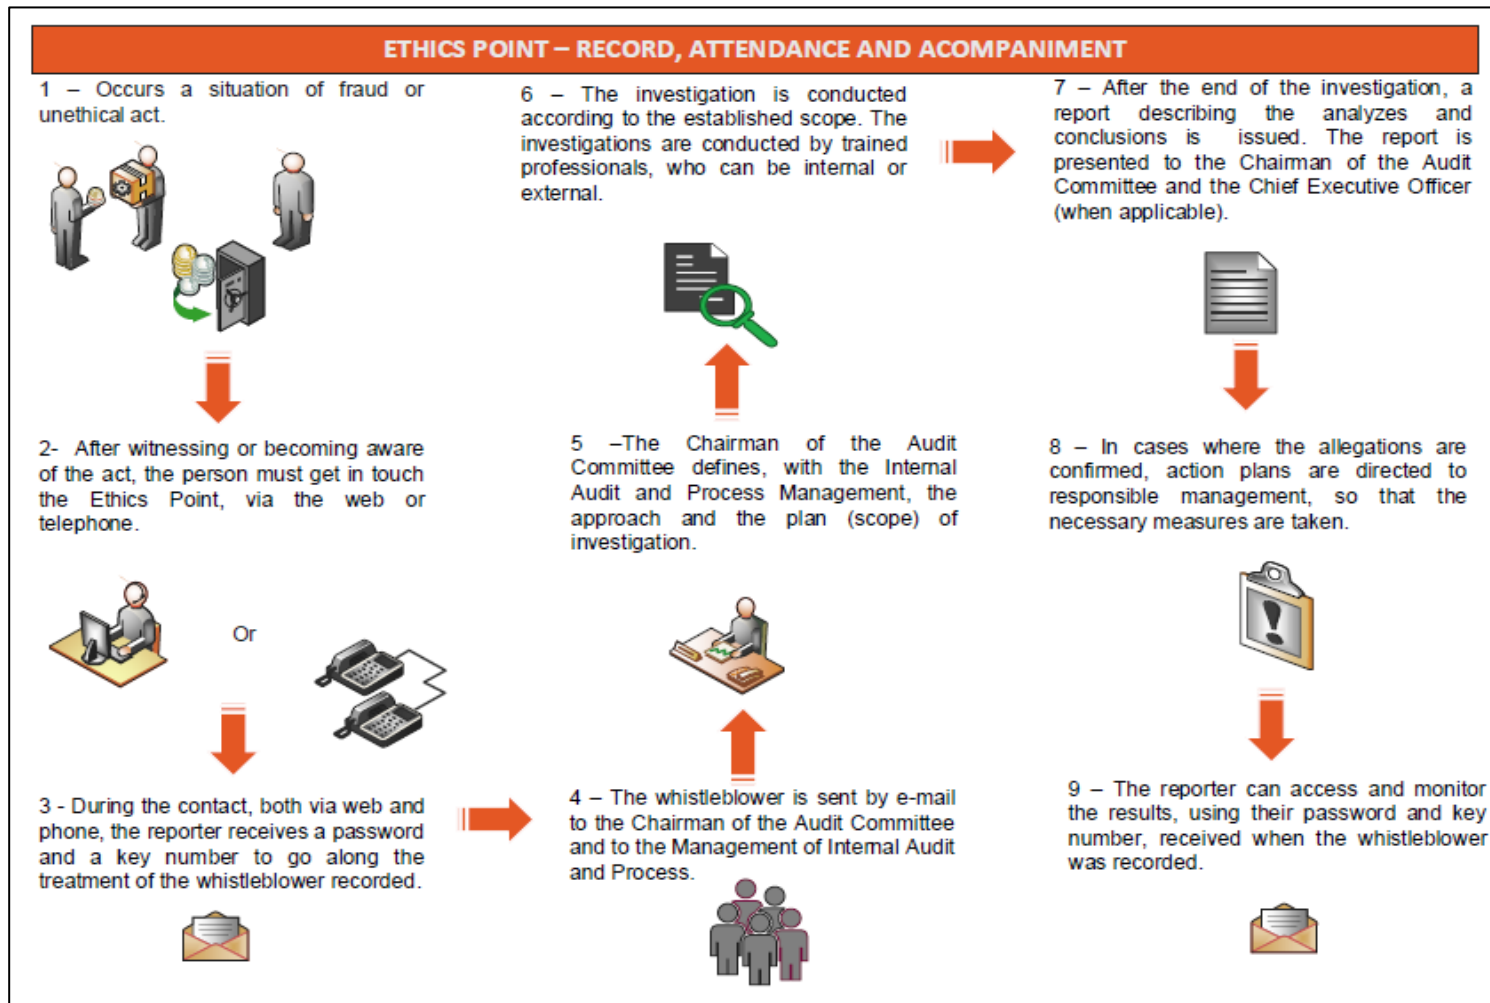 ETHICS POINT – RECORD, ATTENDANCE AND ACOMPANIMENT
1 – Occurs a situation of fraud or
unethical act.
2- After witnessing or becoming aware
of the act, the person must get in touch
the Ethics Point, via the web or
telephone.
Or
3 - During the contact, both via web and
phone, the reporter receives a password
and a key number to go along the
treatment of the whistleblower recorded.
4 – The whistleblower is sent by e-mail
to the Chairman of the Audit Committee
and to the Management of Internal Audit
and Process.
5 –The Chairman of the Audit
Committee defines, with the Internal
Audit and Process Management, the
approach and the plan (scope) of
investigation.
6 – The investigation is conducted
according to the established scope. The
investigations are conducted by trained
professionals, who can be internal or
external.
7 – After the end of the investigation, a
report describing the analyzes and
conclusions is issued. The report is
presented to the Chairman of the Audit
Committee and the Chief Executive Officer
(when applicable).
8 – In cases where the allegations are
confirmed, action plans are directed to
responsible management, so that the
necessary measures are taken.
9 – The reporter can access and monitor
the results, using their password and key
number, received when the whistleblower
was recorded.